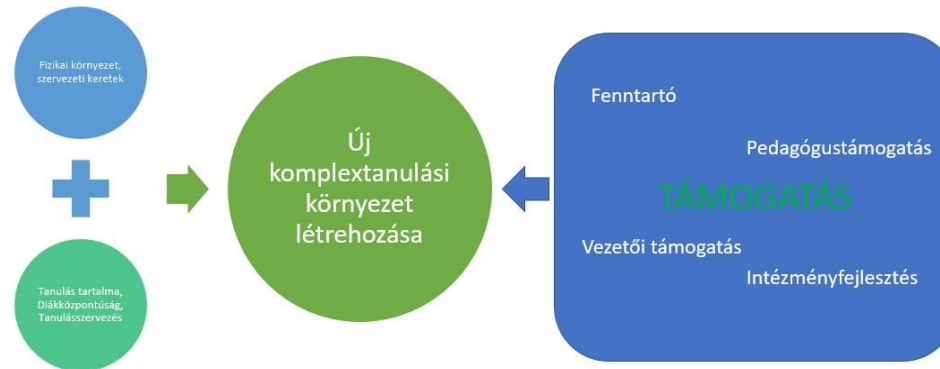 Fizikai környezet,
szervezeti keretek
Tanulás tartalma,
Diákközpontúság,
Tanulásszervezés
Új
komplextanulási
környezet
létrehozása
Fenntartó
Pedagógustámogatás
TÁMOGATÁS
Vezetői támogatás
Intézményfejlesztés